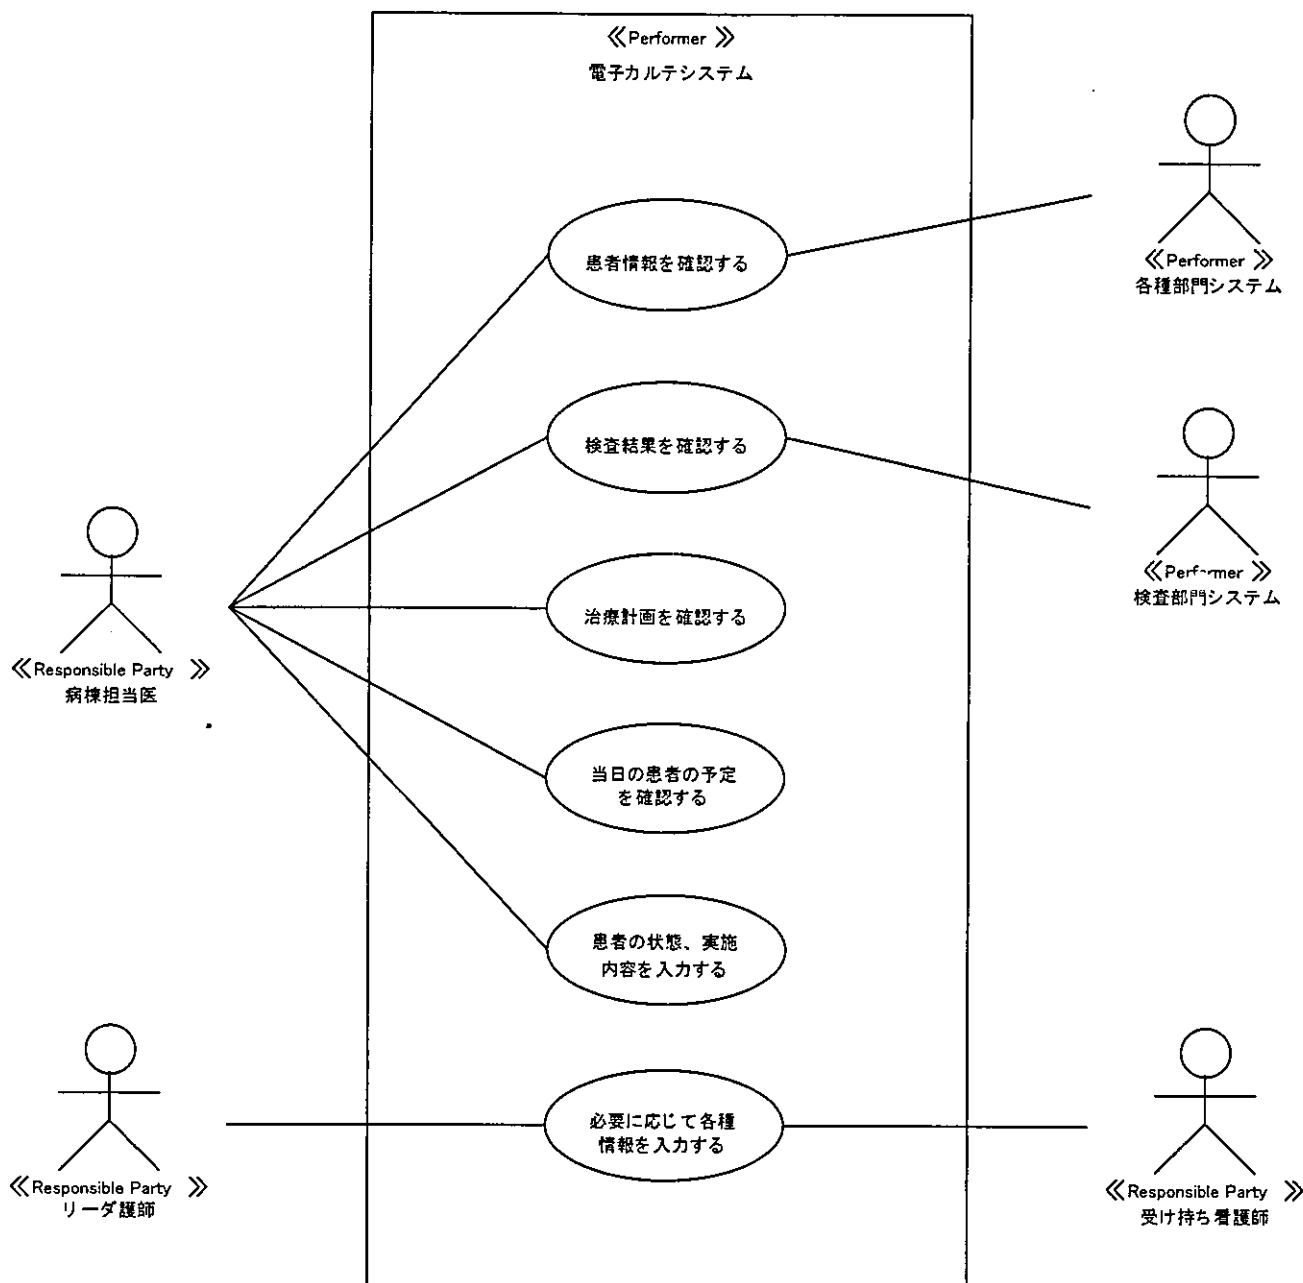 ≪Performer ≫
電子カルテシステム
≪Performer ≫
各種部門システム
患者情報を確認する
検査結果を確認する
≪Performer ≫
検査部門システム
治療計画を確認する
≪Responsible Party ≫
病棟担当医
当日の患者の予定
を確認する
患者の状態、実施
内容を入力する
必要に応じて各種
情報を入力する
≪Responsible Party ≫
リーダ護師
≪Responsible Party ≫
受け持ち看護師